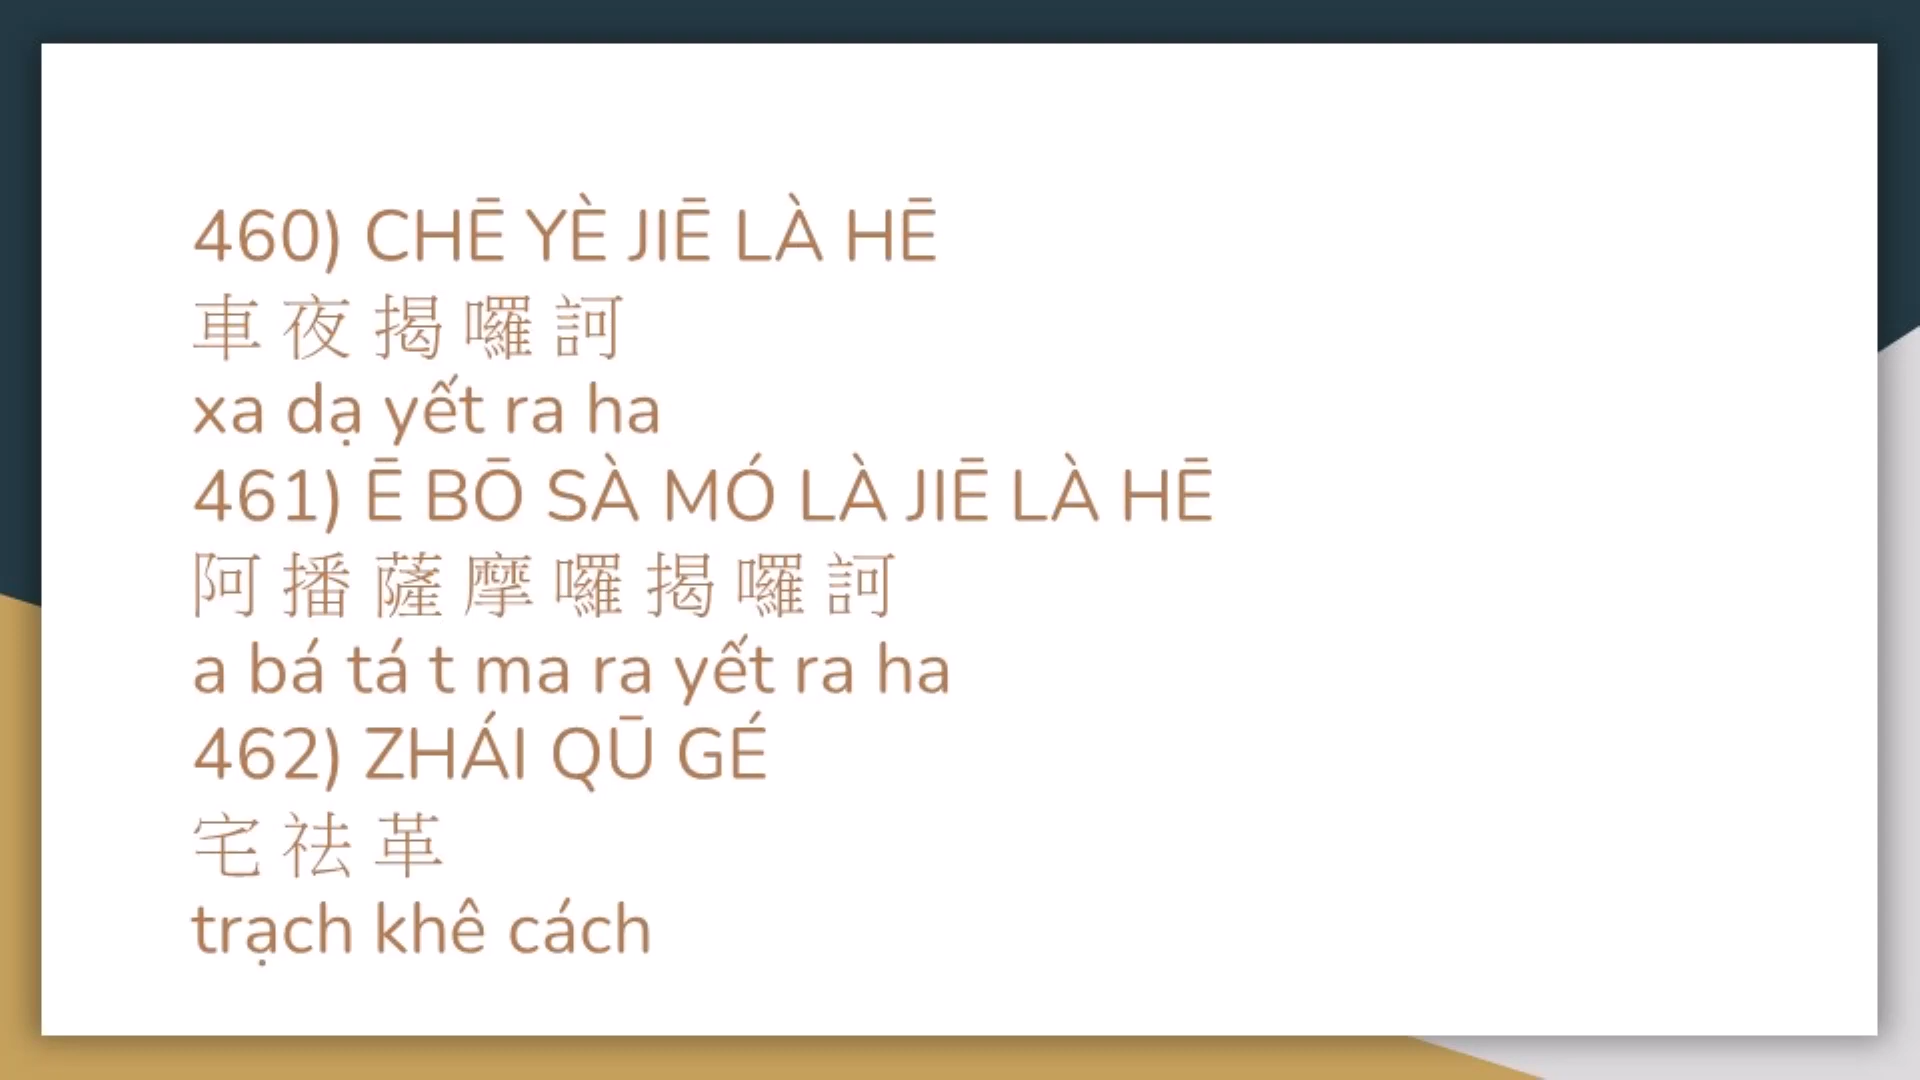 460) CHĒ YÈ JIĒ LÀ HĒ
車 夜 揭 囉 訶
xa dạ yết ra ha
461) Ē BŌ SÀ MÓ LÀ JIĒ LÀ HĒ
阿 播 薩 摩 囉 揭 囉 訶
a bá tá t ma ra yết ra ha
462) ZHÁI QŪ GÉ
宅 袪 革
trạch khê cách